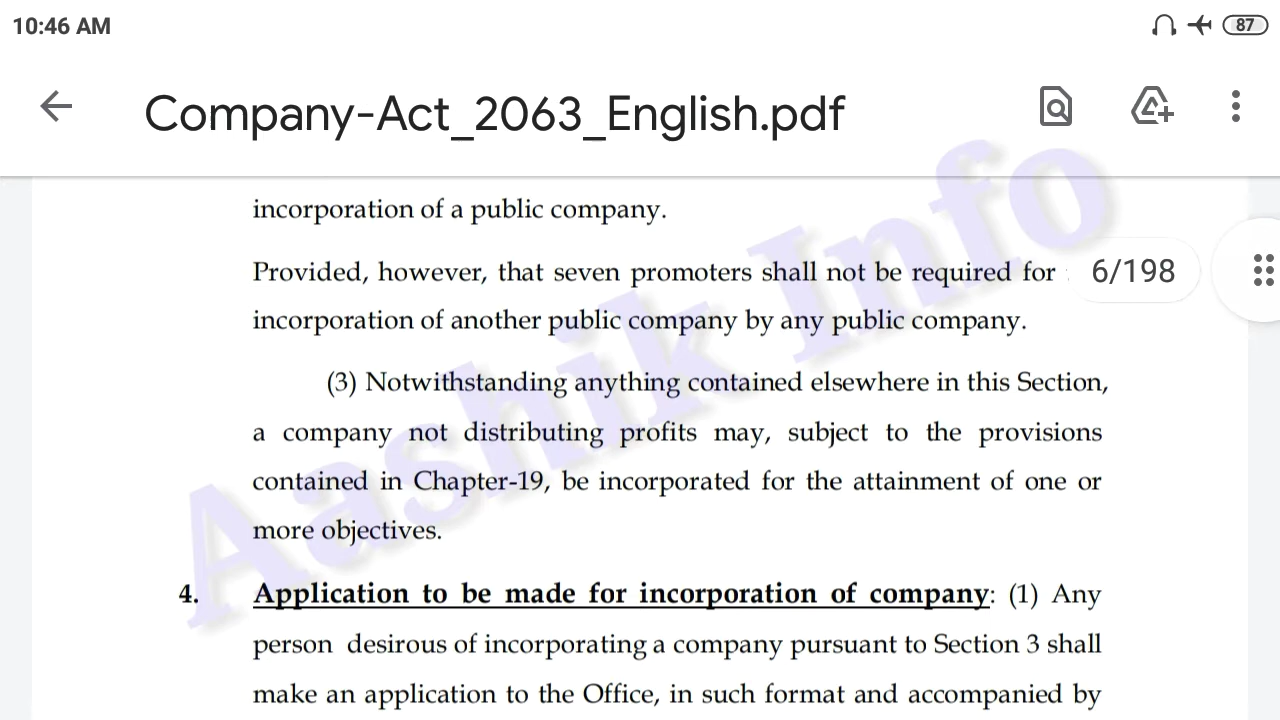 10:46 AM
87
Company-Act_2063_English.pdf
incorporation of a public company.
Provided, however, that seven promoters shall not be required for
6/198
incorporation of another public company by any public company.
(3) Notwithstanding anything contained elsewhere in this Section,
a company not distributing profits may, subject to the provisions
contained in Chapter-19, be incorporated for the attainment of one or
more objectives.
4. Application to be made for incorporation of company: (1) Any
person desirous of incorporating a company pursuant to Section 3 shall
make an application to the Office, in such format and accompanied by
Aashik Info